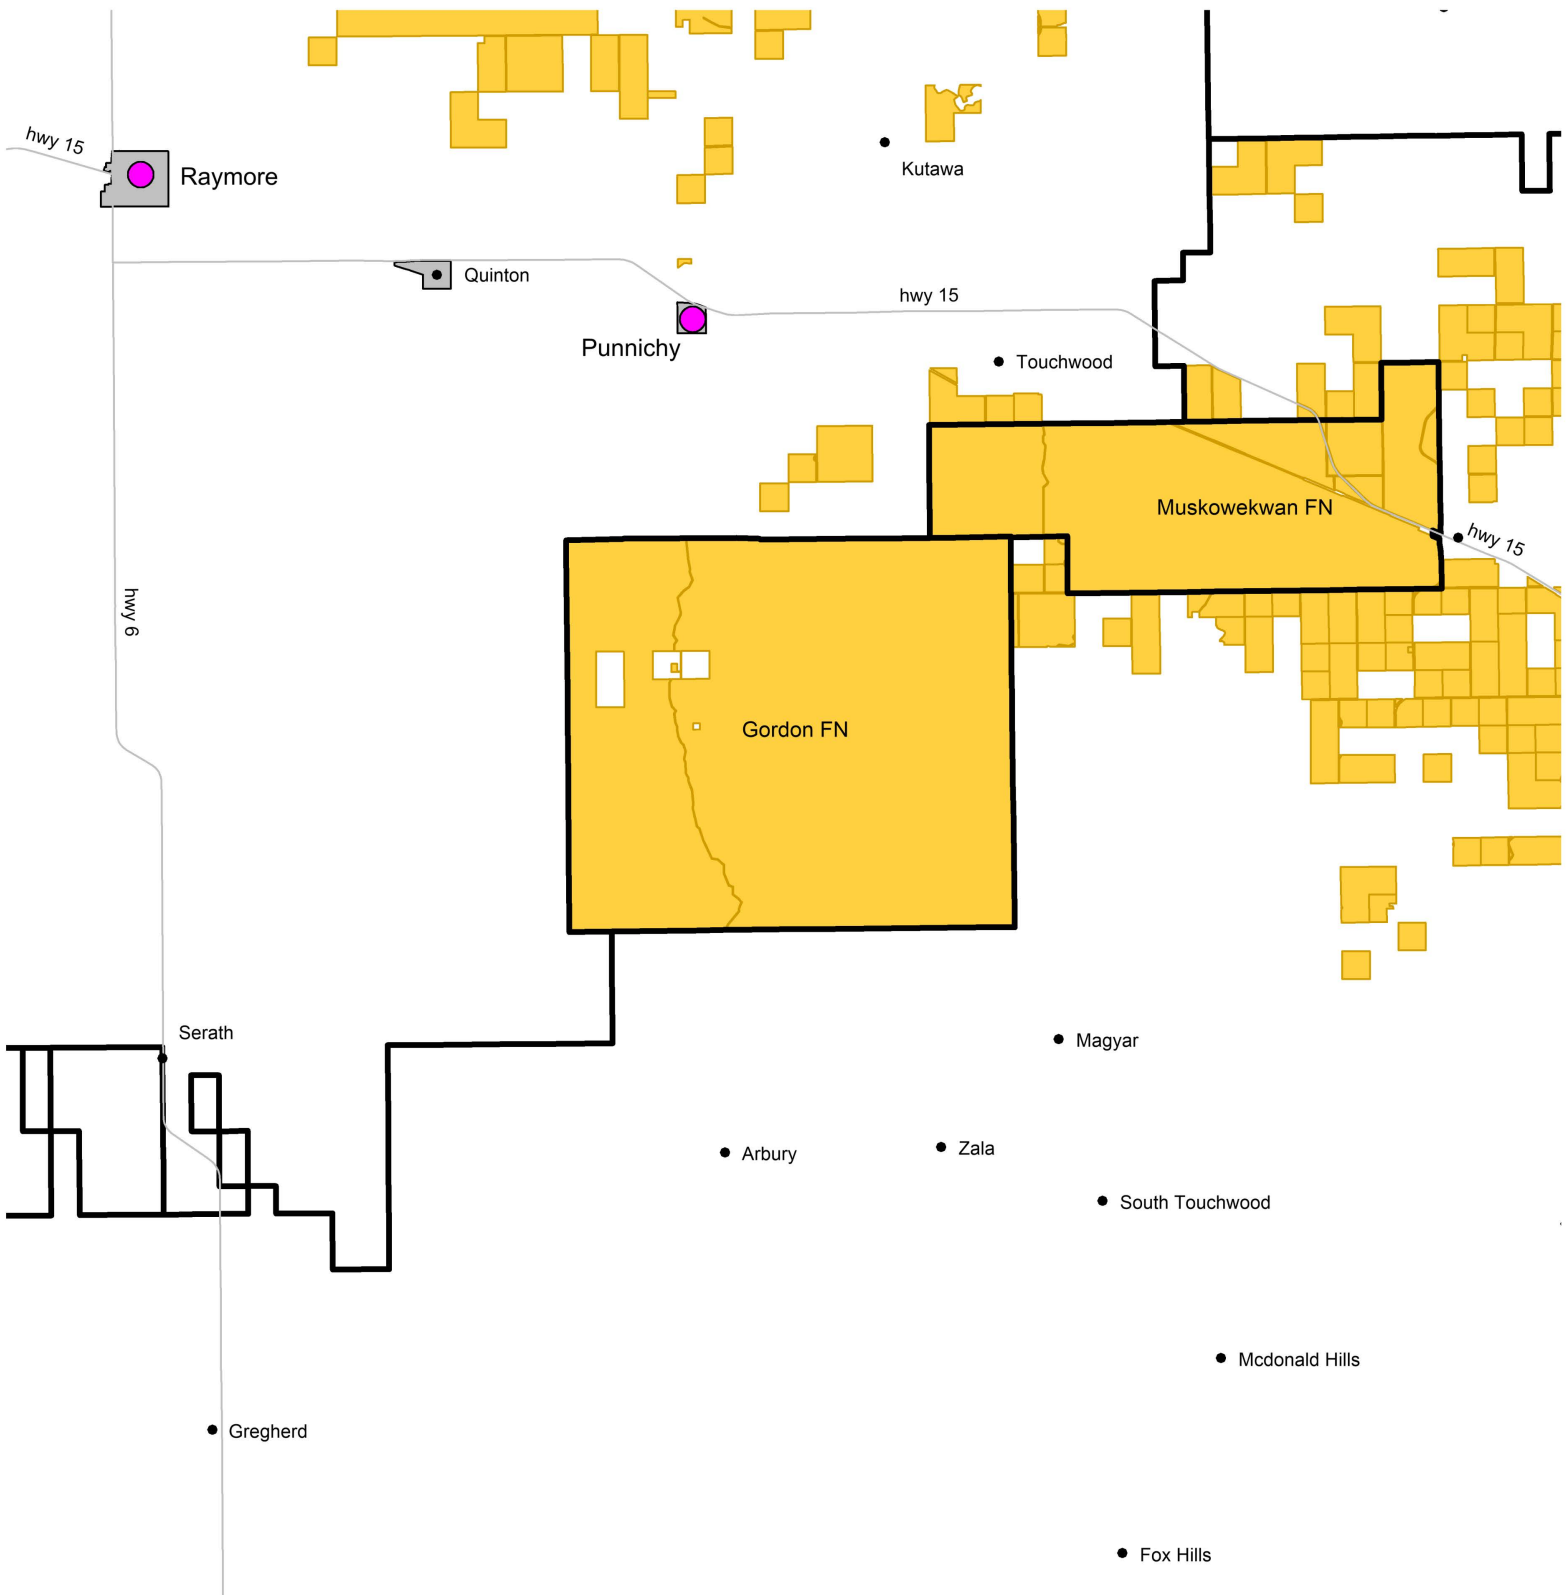 hwy 15
Kutawa
Raymore
Quinton
hwy 15
Punnichy
Touchwood
Muskowekwan FN
hwy 15
hwy 6
Gordon FN
Serath
Magyar
Arbury
Zala
South Touchwood
Mcdonald Hills
Gregherd
Fox Hills